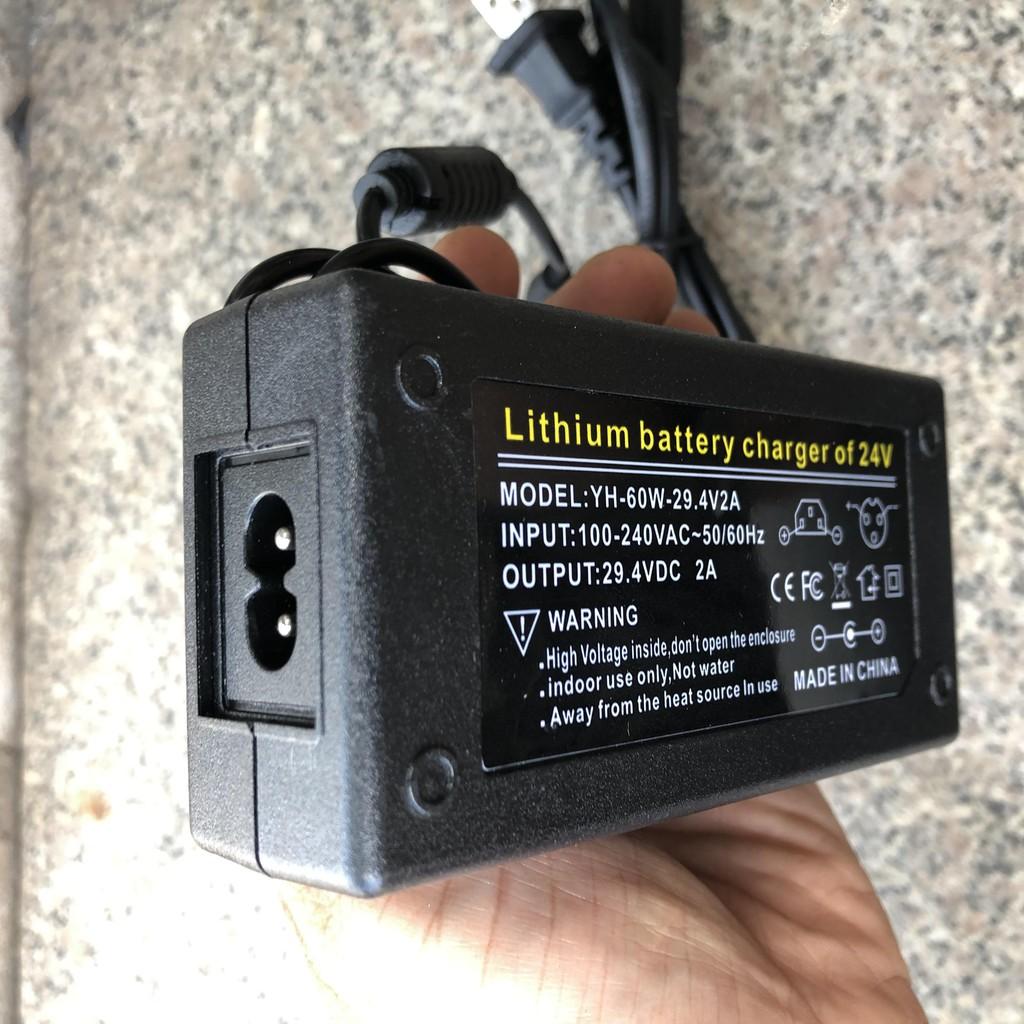 Lithium battery charger of 24V
MODEL:YH-60W-29.4V2A
INPUT:100-240VAC~50/60Hz
OUTPUT:29.4VDC 2A
WARNING
.High Voltage inside,don't open the enclosure
.indoor use only,Not water
.Away from the heat source In use
CE FC
MADE IN CHINA